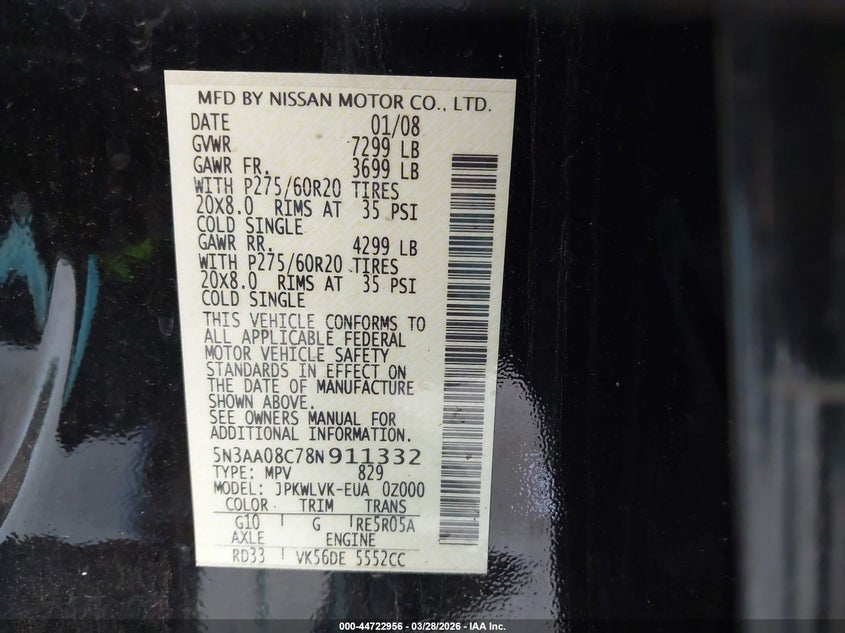 MFD BY NISSAN MOTOR CO., LTD.
DATE 01/08
GVWR 7299 LB
GAWR FR. 3699 LB
WITH P275/60R20 TIRES
20X8.0 RIMS AT 35 PSI
COLD SINGLE
GAWR RR. 4299 LB
WITH P275/60R20 TIRES
20X8.0 RIMS AT 35 PSI
COLD SINGLE
THIS VEHICLE CONFORMS TO
ALL APPLICABLE FEDERAL
MOTOR VEHICLE SAFETY
STANDARDS IN EFFECT ON
THE DATE OF MANUFACTURE
SHOWN ABOVE.
SEE OWNERS MANUAL FOR
ADDITIONAL INFORMATION.
5N3AA08C78N911332
TYPE: MPV 829
MODEL: JPKWLVK-EUA 0Z000
COLOR TRIM TRANS
G10 G RE5R05A
AXLE ENGINE
RD33 VK56DE 5552CC
000-44722956 - 03/28/2026 - IAA Inc.